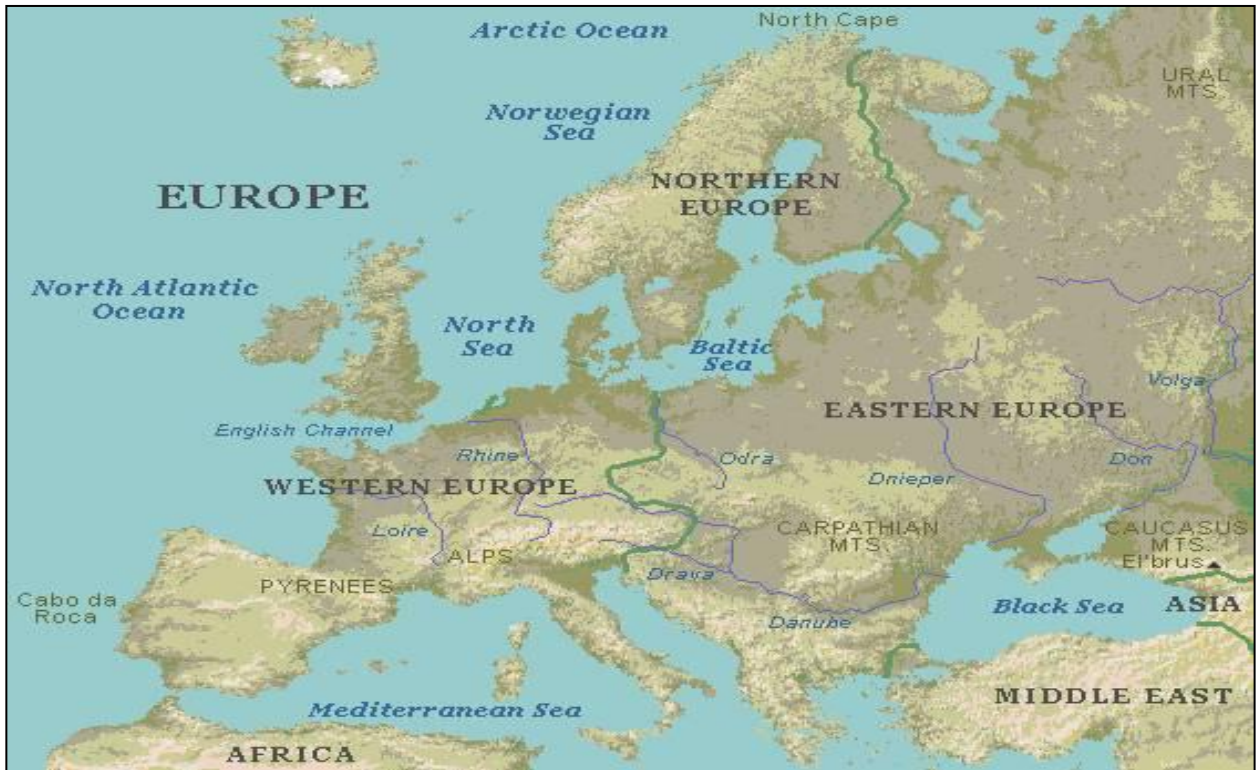 North Cape
Arctic Ocean
URAL
MTS.
Norwegian
Sea
EUROPE
NORTHERN
EUROPE
North Atlantic
Ocean
North
Sea
Baltic
Sea
Volga
EASTERN EUROPE
English Channel
Rhine
Odra
Don
Dnieper
WESTERN EUROPE
Loire
CARPATHIAN
MTS.
CAUCASUS
MTS.
El'brus
ALPS
PYRENEES
Drava
Cabo da
Roca
Black Sea
ASIA
Danube
MIDDLE EAST
Mediterranean Sea
AFRICA